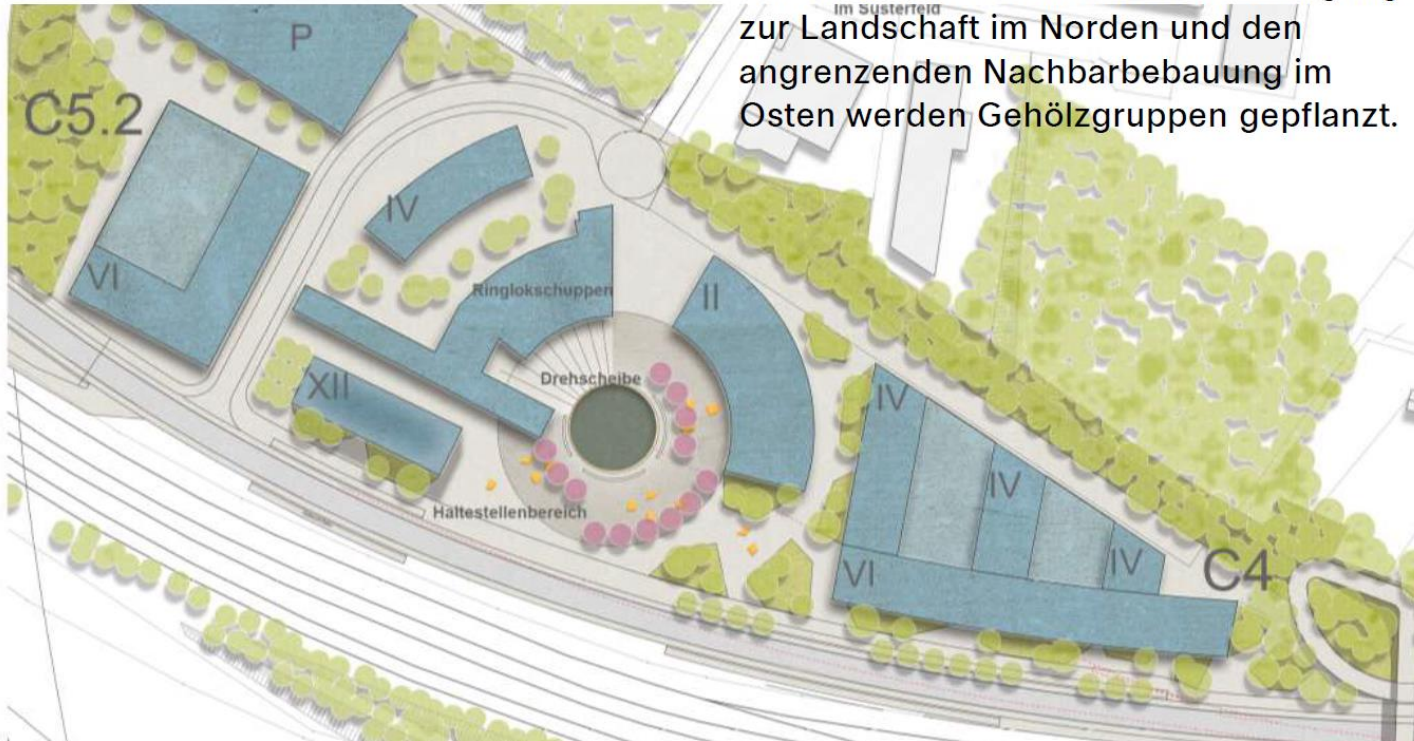 Im Süsterfeld
zur Landschaft im Norden und den
angrenzenden Nachbarbebauung im
Osten werden Gehölzgruppen gepflanzt.
P
C5.2
IV
VI
Ringlokschuppen
II
XII
Drehscheibe
IV
IV
Haltestellenbereich
VI
IV
C4